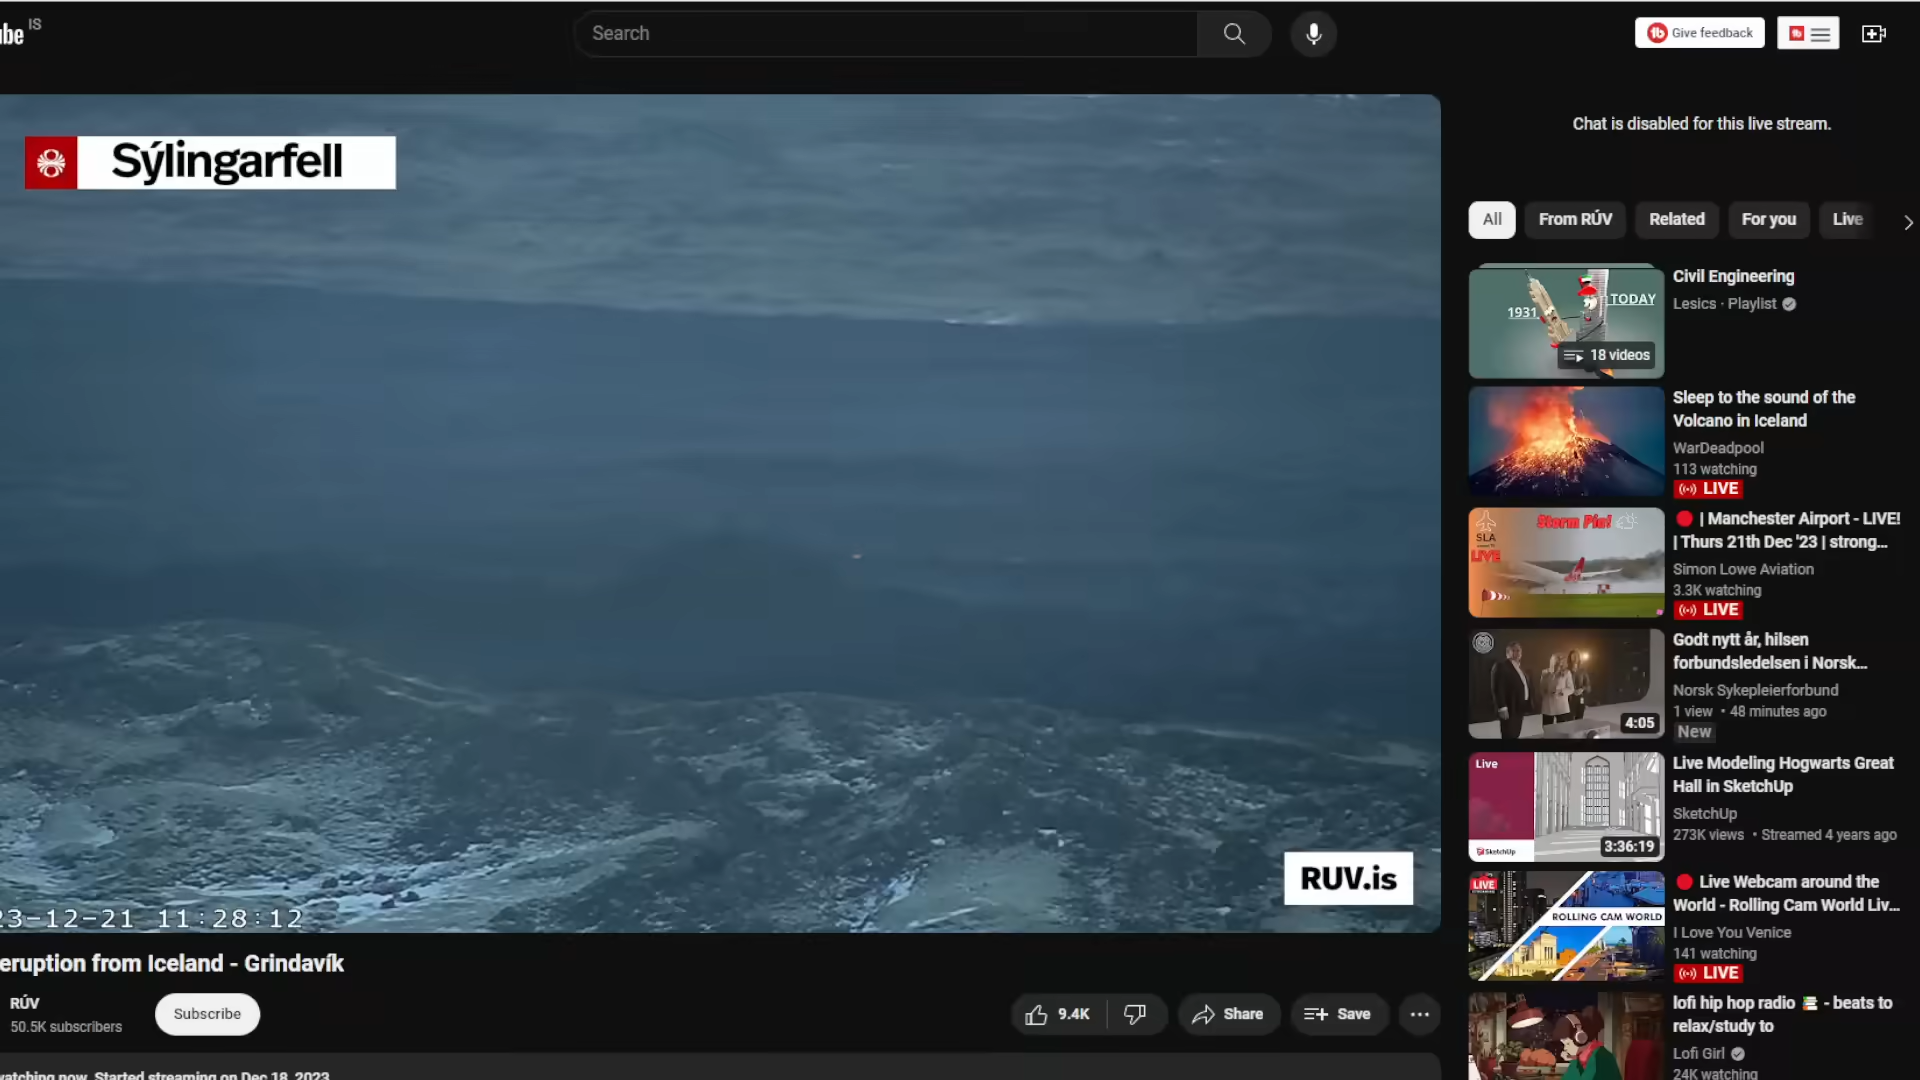 be IS
Search
Give feedback
Sýlingarfell
RUV.is
23-12-21 11:28:12
eruption from Iceland - Grindavík
RÚV
50.5K subscribers
Subscribe
9.4K
Share
Save
watching now Started streaming on Dec 18, 2023
Chat is disabled for this live stream.
All
From RÚV
Related
For you
Live
1931
TODAY
18 videos
Civil Engineering
Lesics · Playlist
Sleep to the sound of the
Volcano in Iceland
WarDeadpool
113 watching
LIVE
Storm Pia!
SLA
LIVE
| Manchester Airport - LIVE!
| Thurs 21th Dec '23 | strong...
Simon Lowe Aviation
3.3K watching
LIVE
4:05
Godt nytt år, hilsen
forbundsledelsen i Norsk...
Norsk Sykepleierforbund
1 view • 48 minutes ago
New
Live
SketchUp
3:36:19
Live Modeling Hogwarts Great
Hall in SketchUp
SketchUp
273K views • Streamed 4 years ago
LIVE
ROLLING CAM WORLD
Live Webcam around the
World - Rolling Cam World Liv...
I Love You Venice
141 watching
LIVE
lofi hip hop radio - beats to
relax/study to
Lofi Girl
24K watching